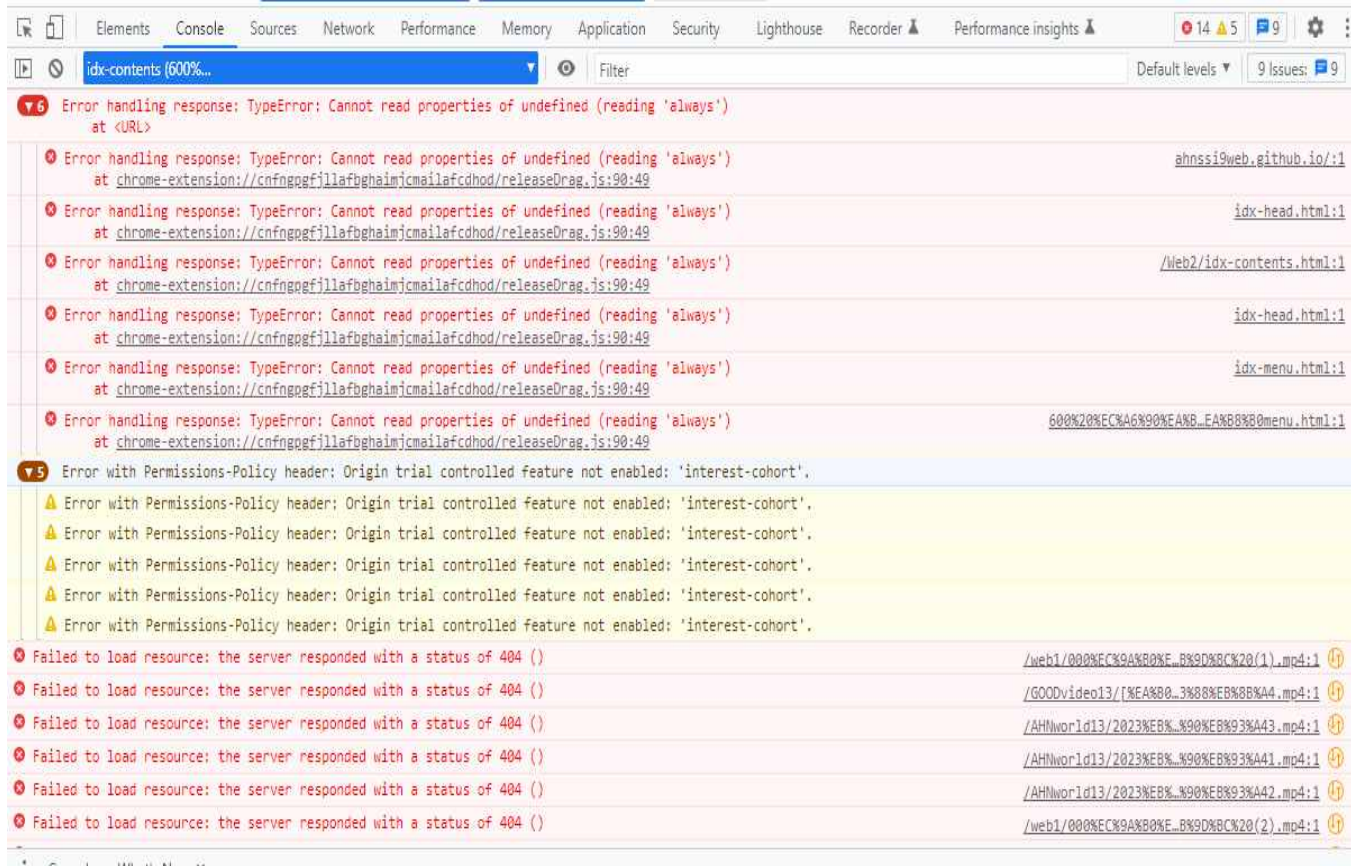 Elements Console Sources Network Performance Memory Application Security Lighthouse Recorder Performance insights 14 5 9
idx-contents (600%... Filter Default levels ▼ 9 Issues: 9
6 Error handling response: TypeError: Cannot read properties of undefined (reading 'always')
at <URL>
Error handling response: TypeError: Cannot read properties of undefined (reading 'always') ahnssi9web.github.io/:1
at chrome-extension://cnfngpgfjllafbghaimjcmailafcdhod/releaseDrag.js:90:49
Error handling response: TypeError: Cannot read properties of undefined (reading 'always') idx-head.html:1
at chrome-extension://cnfngpgfjllafbghaimjcmailafcdhod/releaseDrag.js:90:49
Error handling response: TypeError: Cannot read properties of undefined (reading 'always') /Web2/idx-contents.html:1
at chrome-extension://cnfngpgfjllafbghaimjcmailafcdhod/releaseDrag.js:90:49
Error handling response: TypeError: Cannot read properties of undefined (reading 'always') idx-head.html:1
at chrome-extension://cnfngpgfjllafbghaimjcmailafcdhod/releaseDrag.js:90:49
Error handling response: TypeError: Cannot read properties of undefined (reading 'always') idx-menu.html:1
at chrome-extension://cnfngpgfjllafbghaimjcmailafcdhod/releaseDrag.js:90:49
Error handling response: TypeError: Cannot read properties of undefined (reading 'always') 600%20%EC%A6%90%EA%B…EA%B8%80menu.html:1
at chrome-extension://cnfngpgfjllafbghaimjcmailafcdhod/releaseDrag.js:90:49
5 Error with Permissions-Policy header: Origin trial controlled feature not enabled: 'interest-cohort'.
Error with Permissions-Policy header: Origin trial controlled feature not enabled: 'interest-cohort'.
Error with Permissions-Policy header: Origin trial controlled feature not enabled: 'interest-cohort'.
Error with Permissions-Policy header: Origin trial controlled feature not enabled: 'interest-cohort'.
Error with Permissions-Policy header: Origin trial controlled feature not enabled: 'interest-cohort'.
Error with Permissions-Policy header: Origin trial controlled feature not enabled: 'interest-cohort'.
Failed to load resource: the server responded with a status of 404 () /web1/000%EC%9A%B0%E…B%9D%BC%20(1).mp4:1
Failed to load resource: the server responded with a status of 404 () /GOODvideo13/[%EA%80…3%88%EB%8B%A4.mp4:1
Failed to load resource: the server responded with a status of 404 () /AHNworld13/2023%EB%…%90%EB%93%A43.mp4:1
Failed to load resource: the server responded with a status of 404 () /AHNworld13/2023%EB%…%90%EB%93%A41.mp4:1
Failed to load resource: the server responded with a status of 404 () /AHNworld13/2023%EB%…%90%EB%93%A42.mp4:1
Failed to load resource: the server responded with a status of 404 () /web1/000%EC%9A%B0%E…B%9D%BC%20(2).mp4:1